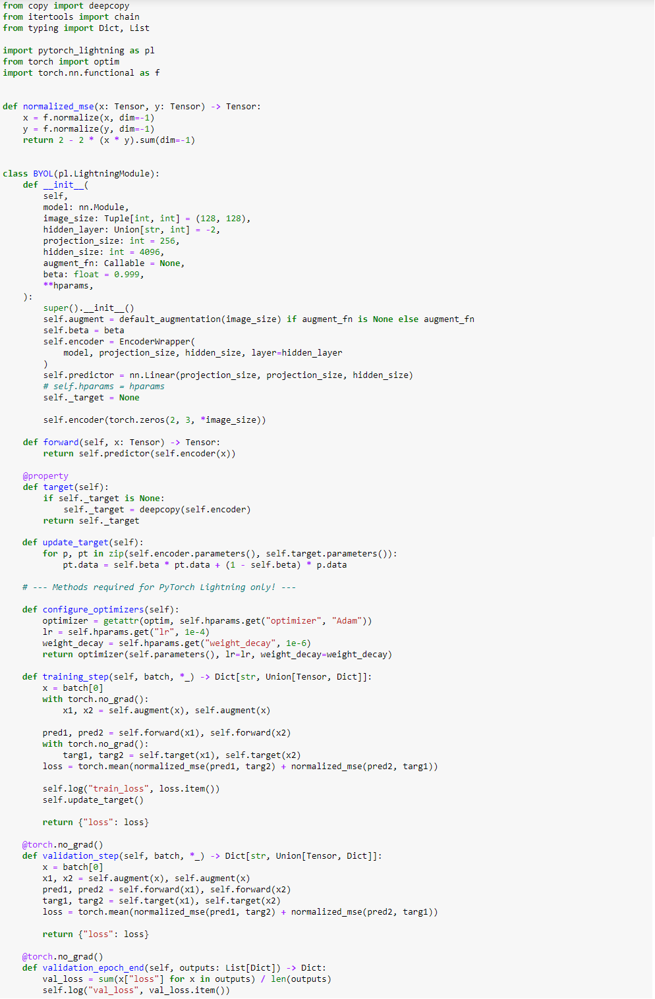 from copy import deepcopy
from itertools import chain
from typing import Dict, List

import pytorch_lightning as pl
from torch import optim
import torch.nn.functional as f


def normalized_mse(x: Tensor, y: Tensor) -> Tensor:
    x = f.normalize(x, dim=-1)
    y = f.normalize(y, dim=-1)
    return 2 - 2 * (x * y).sum(dim=-1)


class BYOL(pl.LightningModule):
    def __init__(
        self,
        model: nn.Module,
        image_size: Tuple[int, int] = (128, 128),
        hidden_layer: Union[str, int] = -2,
        projection_size: int = 256,
        hidden_size: int = 4096,
        augment_fn: Callable = None,
        beta: float = 0.999,
        **hparams,
    ):
        super().__init__()
        self.augment = default_augmentation(image_size) if augment_fn is None else augment_fn
        self.beta = beta
        self.encoder = EncoderWrapper(
            model, projection_size, hidden_size, layer=hidden_layer
        )
        self.predictor = nn.Linear(projection_size, projection_size, hidden_size)
        # self.hparams = hparams
        self._target = None

        self.encoder(torch.zeros(2, 3, *image_size))

    def forward(self, x: Tensor) -> Tensor:
        return self.predictor(self.encoder(x))

    @property
    def target(self):
        if self._target is None:
            self._target = deepcopy(self.encoder)
        return self._target

    def update_target(self):
        for p, pt in zip(self.encoder.parameters(), self.target.parameters()):
            pt.data = self.beta * pt.data + (1 - self.beta) * p.data

    # --- Methods required for PyTorch Lightning only! ---

    def configure_optimizers(self):
        optimizer = getattr(optim, self.hparams.get("optimizer", "Adam"))
        lr = self.hparams.get("lr", 1e-4)
        weight_decay = self.hparams.get("weight_decay", 1e-6)
        return optimizer(self.parameters(), lr=lr, weight_decay=weight_decay)

    def training_step(self, batch, *_) -> Dict[str, Union[Tensor, Dict]]:
        x = batch[0]
        with torch.no_grad():
            x1, x2 = self.augment(x), self.augment(x)

        pred1, pred2 = self.forward(x1), self.forward(x2)
        with torch.no_grad():
            targ1, targ2 = self.target(x1), self.target(x2)
        loss = torch.mean(normalized_mse(pred1, targ2) + normalized_mse(pred2, targ1))

        self.log("train_loss", loss.item())
        self.update_target()

        return {"loss": loss}

    @torch.no_grad()
    def validation_step(self, batch, *_) -> Dict[str, Union[Tensor, Dict]]:
        x = batch[0]
        x1, x2 = self.augment(x), self.augment(x)
        pred1, pred2 = self.forward(x1), self.forward(x2)
        targ1, targ2 = self.target(x1), self.target(x2)
        loss = torch.mean(normalized_mse(pred1, targ2) + normalized_mse(pred2, targ1))

        return {"loss": loss}

    @torch.no_grad()
    def validation_epoch_end(self, outputs: List[Dict]) -> Dict:
        val_loss = sum(x["loss"] for x in outputs) / len(outputs)
        self.log("val_loss", val_loss.item())